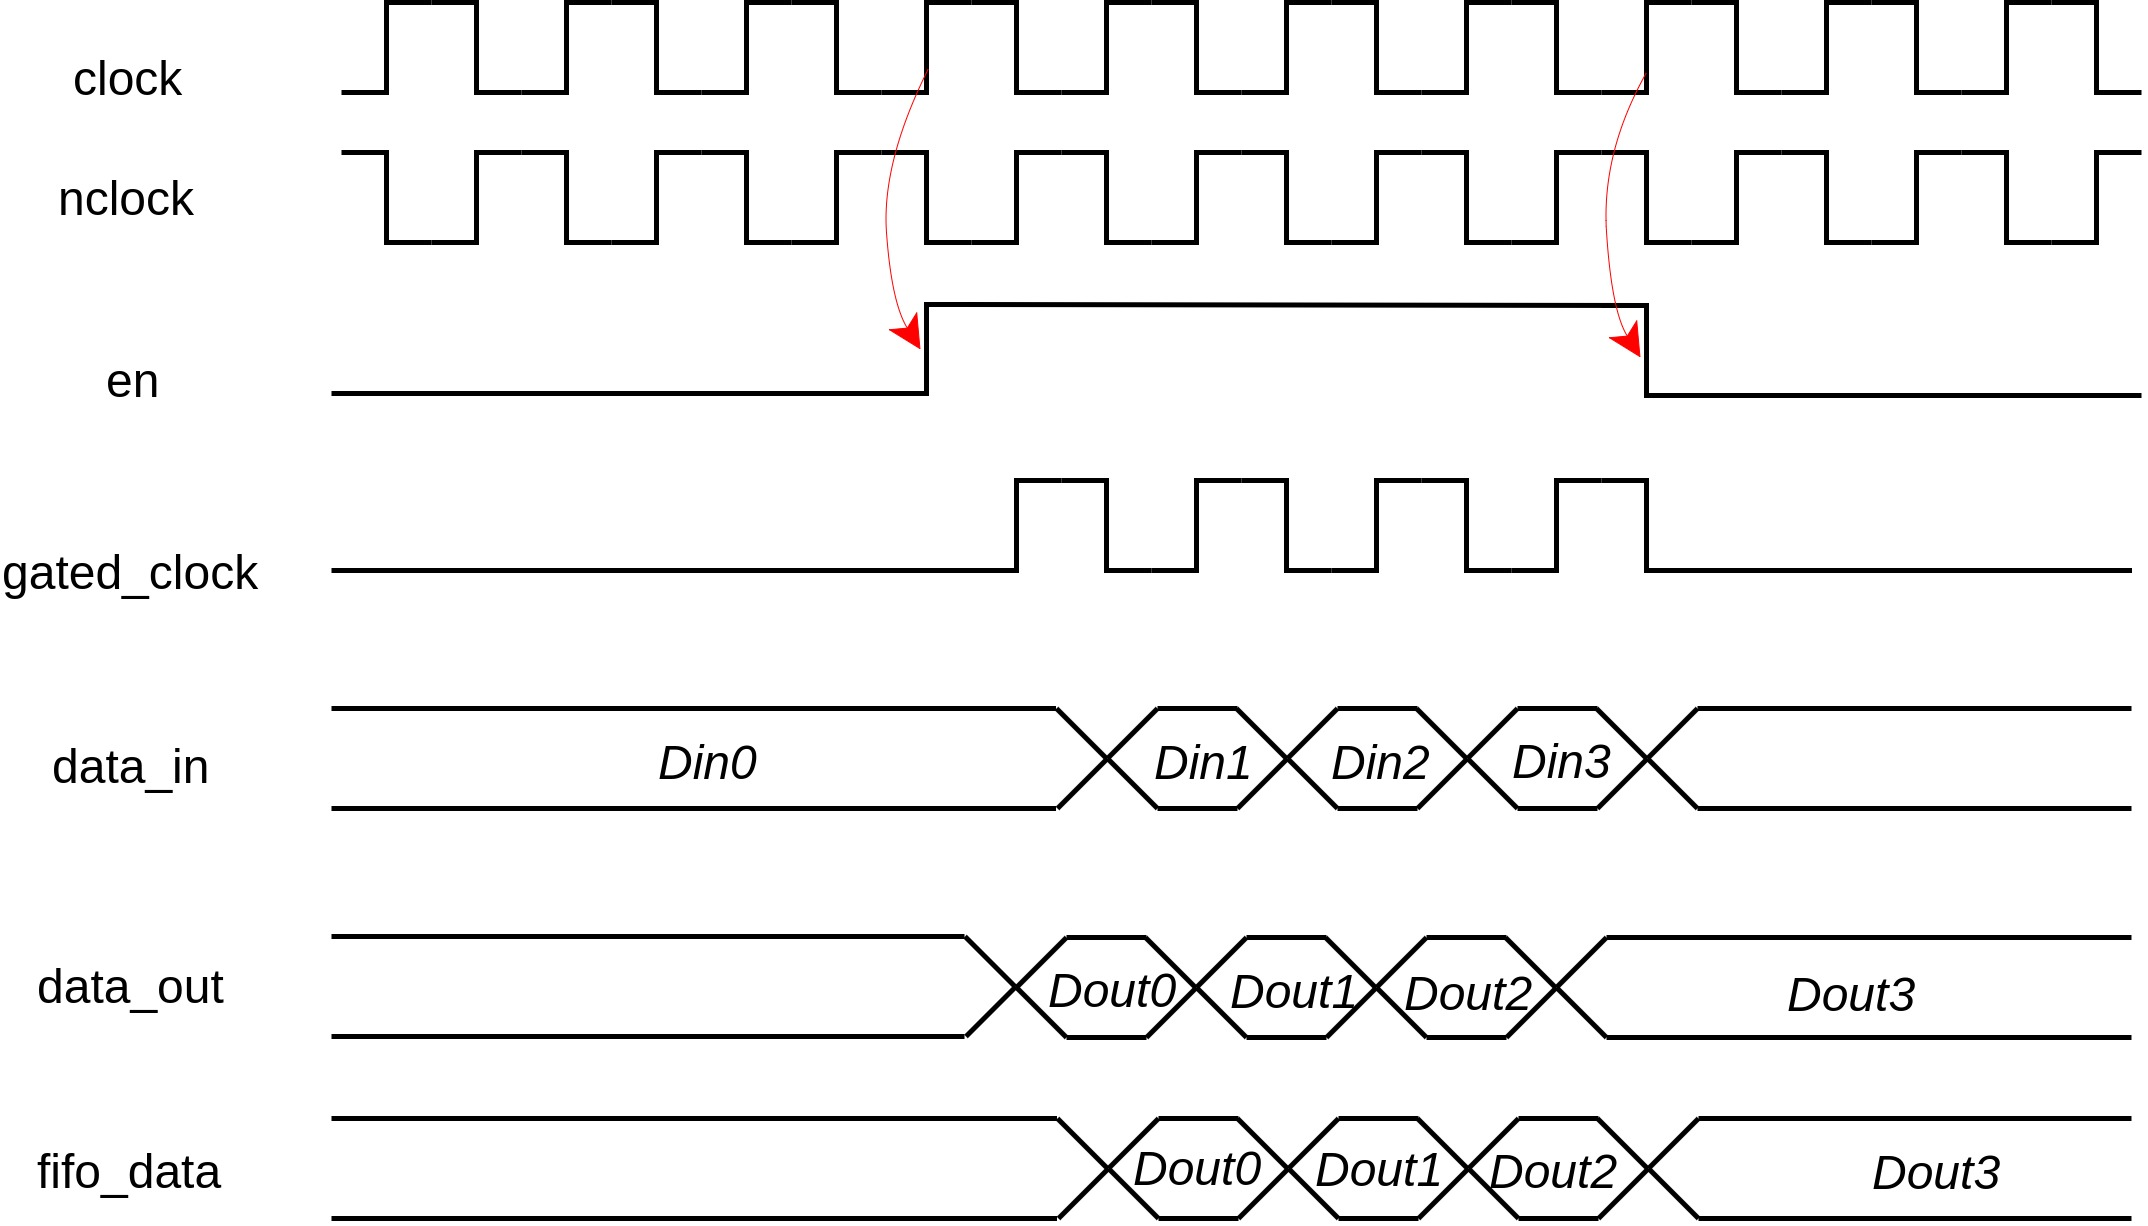 clock
nclock
en
gated_clock
data_in
Din0 Din1 Din2 Din3
data_out
Dout0 Dout1 Dout2 Dout3
fifo_data
Dout0 Dout1 Dout2 Dout3